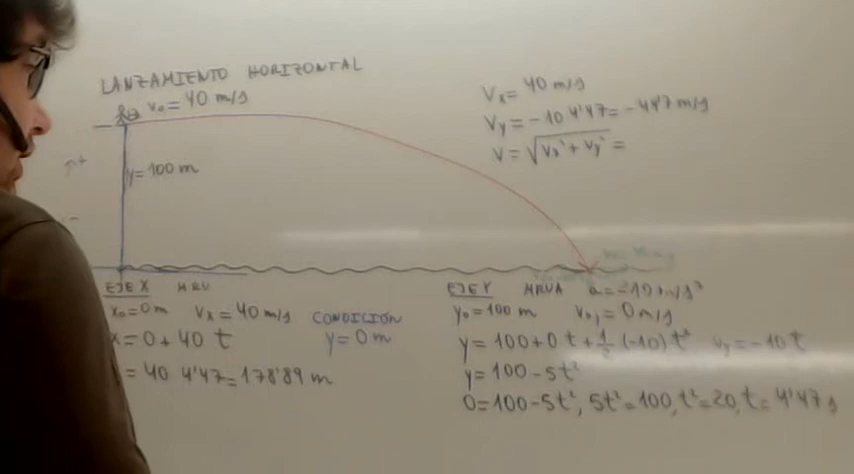 LANZAMIENTO HORIZONTAL
v₀ = 40 m/s
y = 100 m
+
-
Vx = 40 m/s
Vy = -10 4'47 = -44'7 m/s
V = √Vx² + Vy² =
EJE X MRU
x₀ = 0 m Vx = 40 m/s
x = 0 + 40 t
= 40 4'47 = 178'89 m
CONDICIÓN
y = 0 m
EJE Y MRUA a = -10 m/s²
y₀ = 100 m V₀y = 0 m/s
y = 100 + 0 t + 1/2 (-10) t² Vy = -10 t
y = 100 - 5t²
0 = 100 - 5t², 5t² = 100, t² = 20, t = 4'47 s